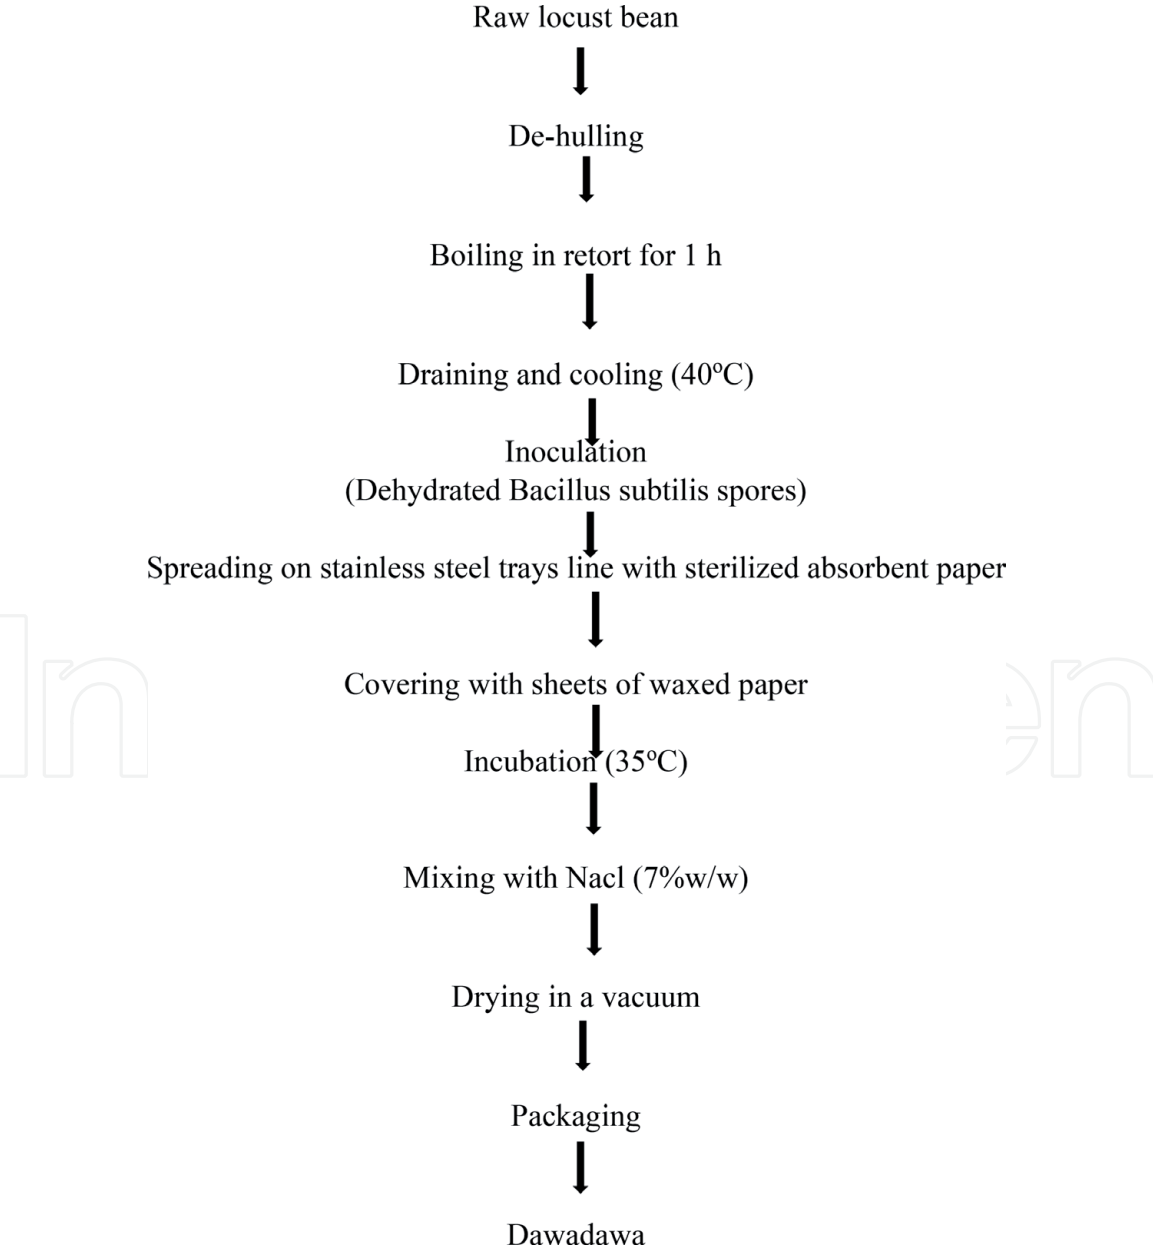 Raw locust bean
De-hulling
Boiling in retort for 1 h
Draining and cooling (40ºC)
Inoculation
(Dehydrated Bacillus subtilis spores)
Spreading on stainless steel trays line with sterilized absorbent paper
Covering with sheets of waxed paper
Incubation (35ºC)
Mixing with Nacl (7%w/w)
Drying in a vacuum
Packaging
Dawadawa